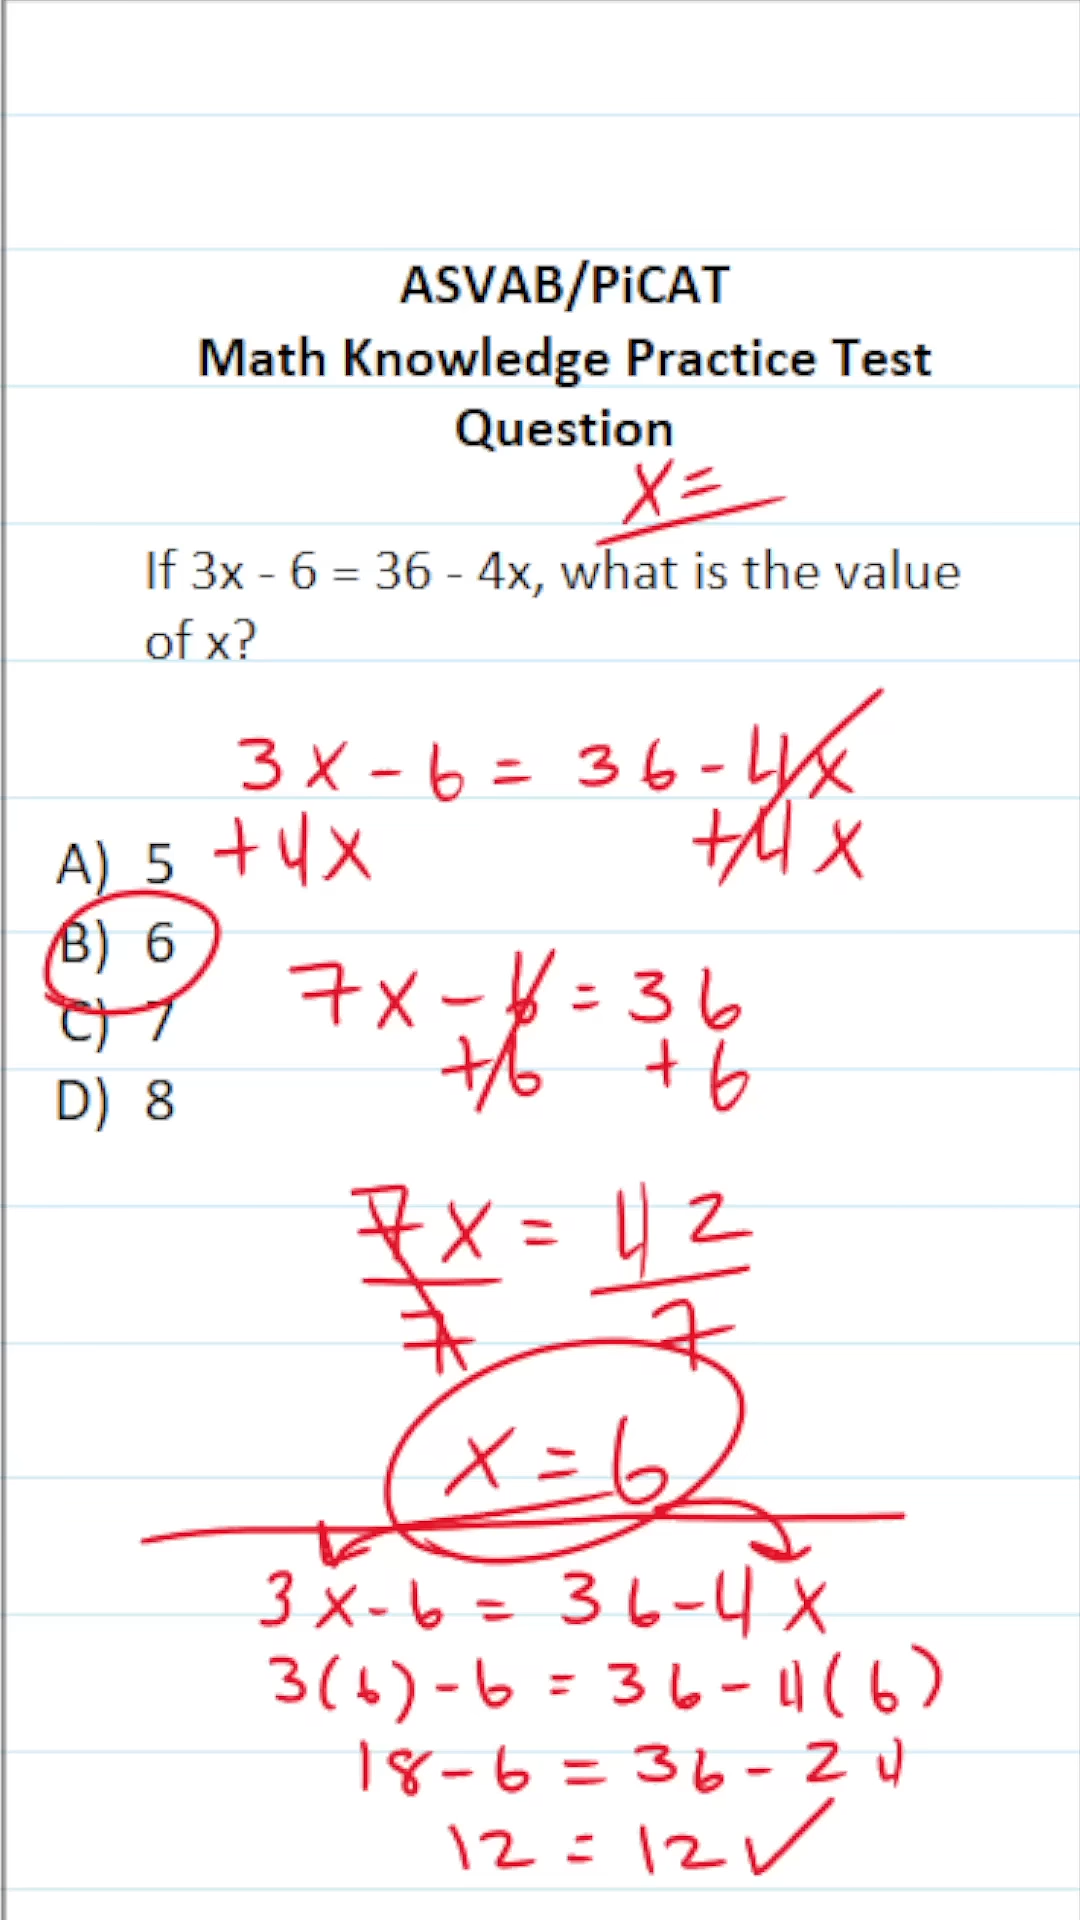 ASVAB/PiCAT
Math Knowledge Practice Test
Question
x=
If 3x - 6 = 36 - 4x, what is the value
of x?
3x-6=36-4x
+4x +4x
A) 5
B) 6
C) 7
D) 8
7x-6=36
+6 +6
7x=42
7 7
x=6
3x-6=36-4x
3(6)-6=36-4(6)
18-6=36-24
12=12✓